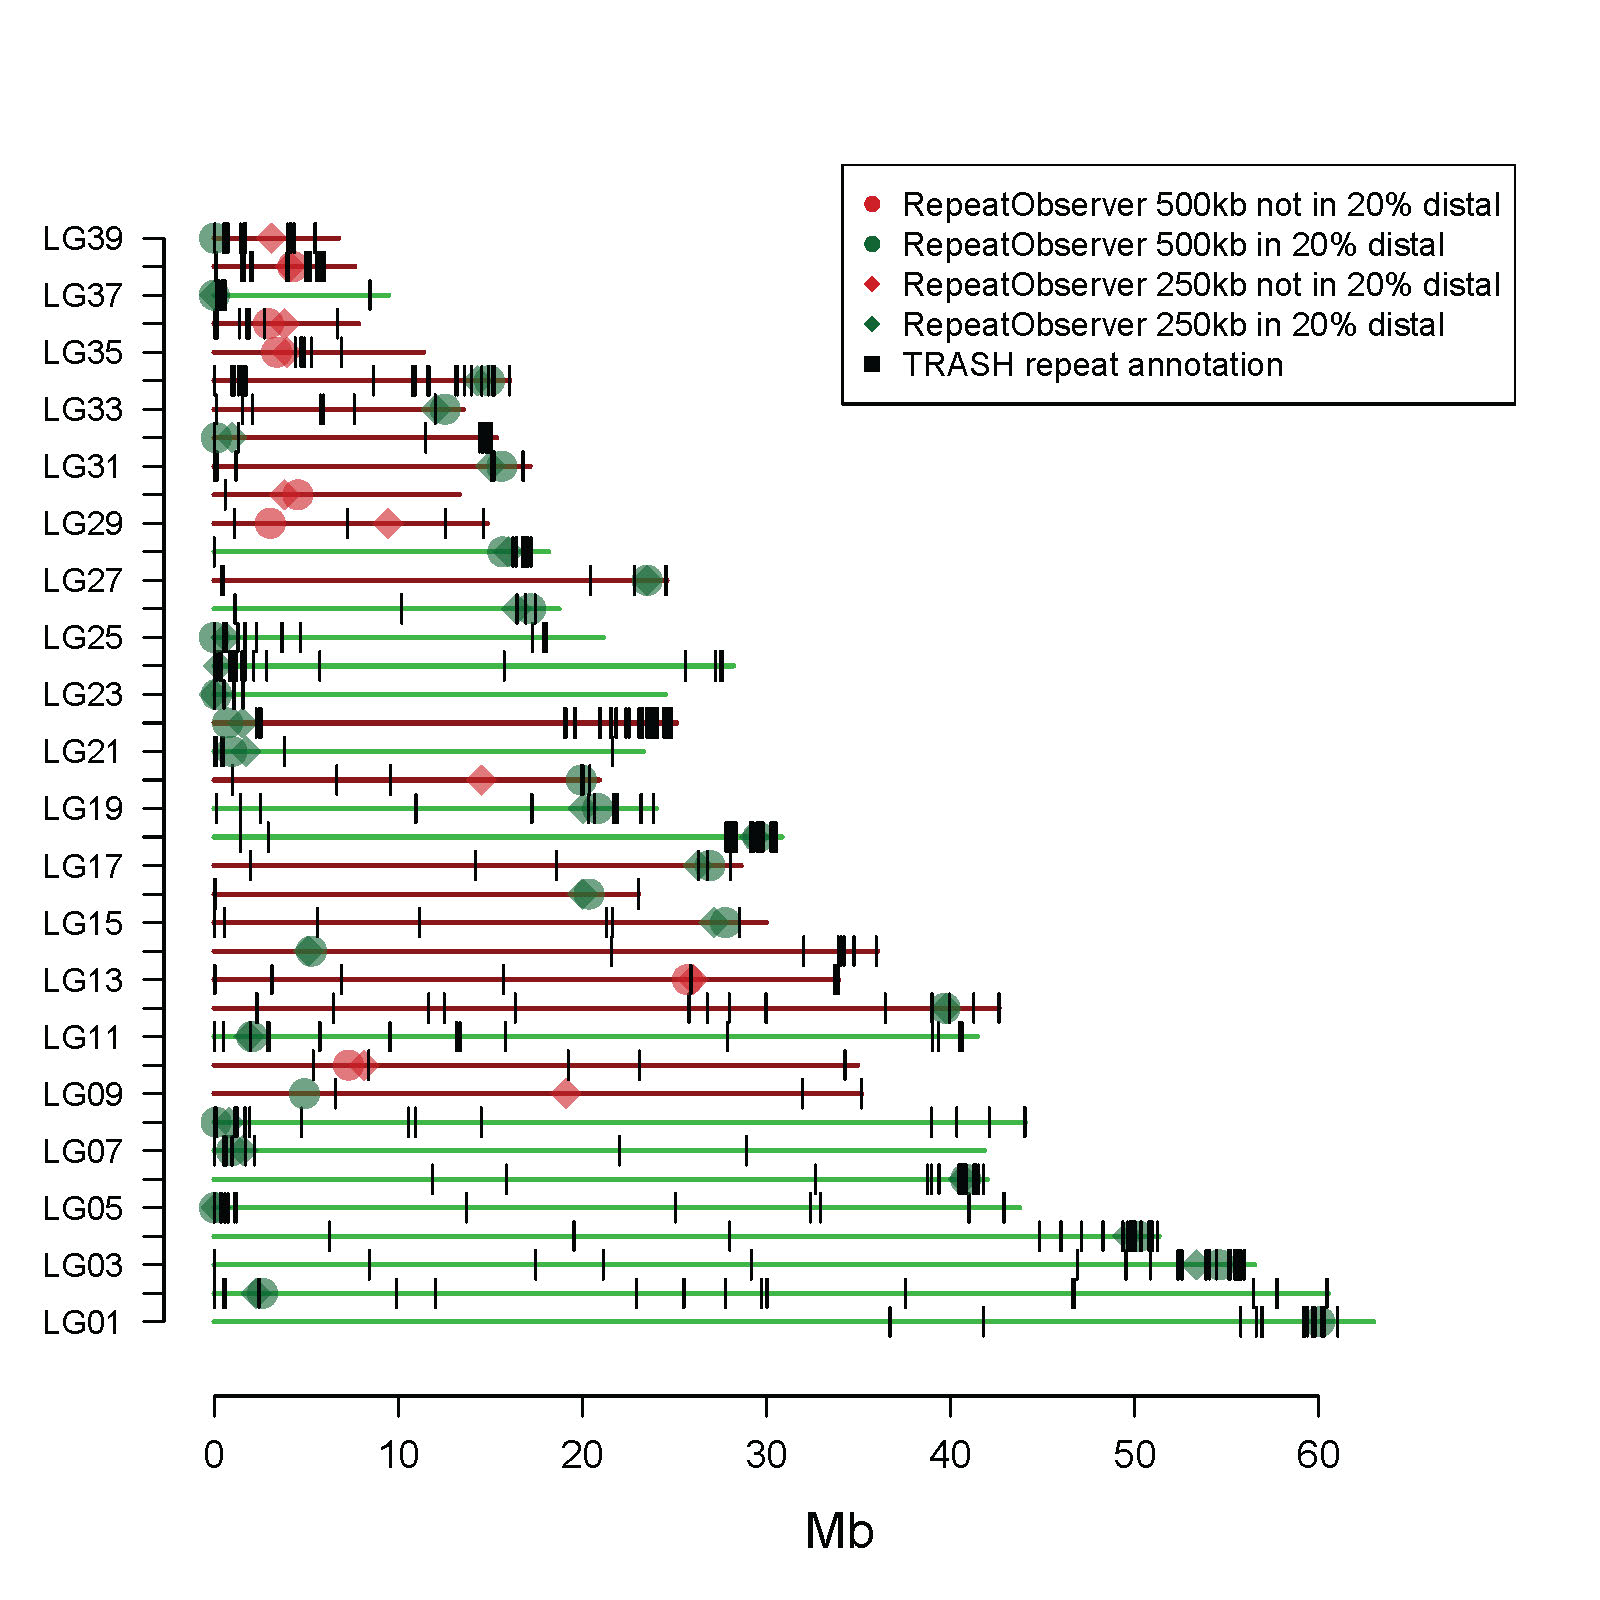 RepeatObserver 500kb not in 20% distal
RepeatObserver 500kb in 20% distal
RepeatObserver 250kb not in 20% distal
RepeatObserver 250kb in 20% distal
TRASH repeat annotation
LG39
LG37
LG35
LG33
LG31
LG29
LG27
LG25
LG23
LG21
LG19
LG17
LG15
LG13
LG11
LG09
LG07
LG05
LG03
LG01
0 10 20 30 40 50 60
Mb